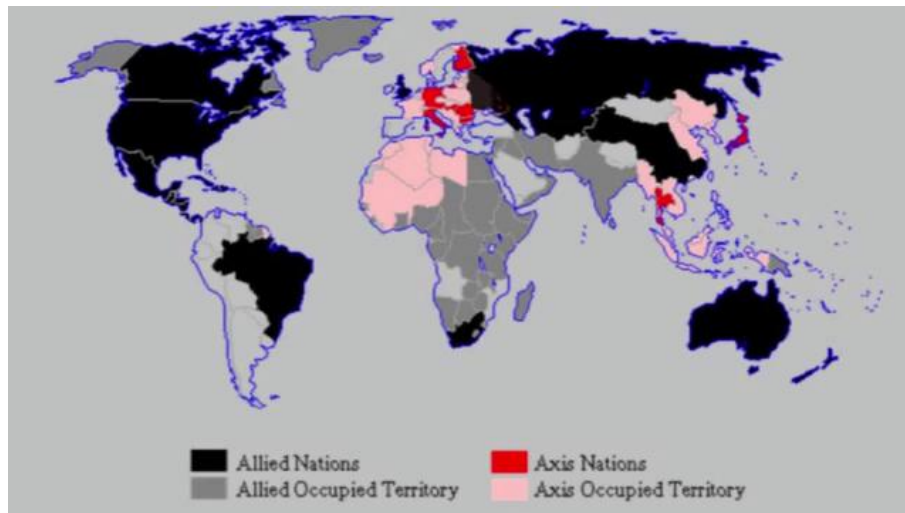 Allied Nations
Axis Nations
Allied Occupied Territory
Axis Occupied Territory